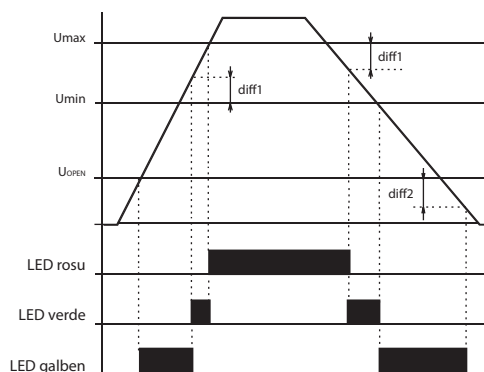 Umax
diff1
diff1
Umin
UOPEN
diff2
LED rosu
LED verde
LED galben